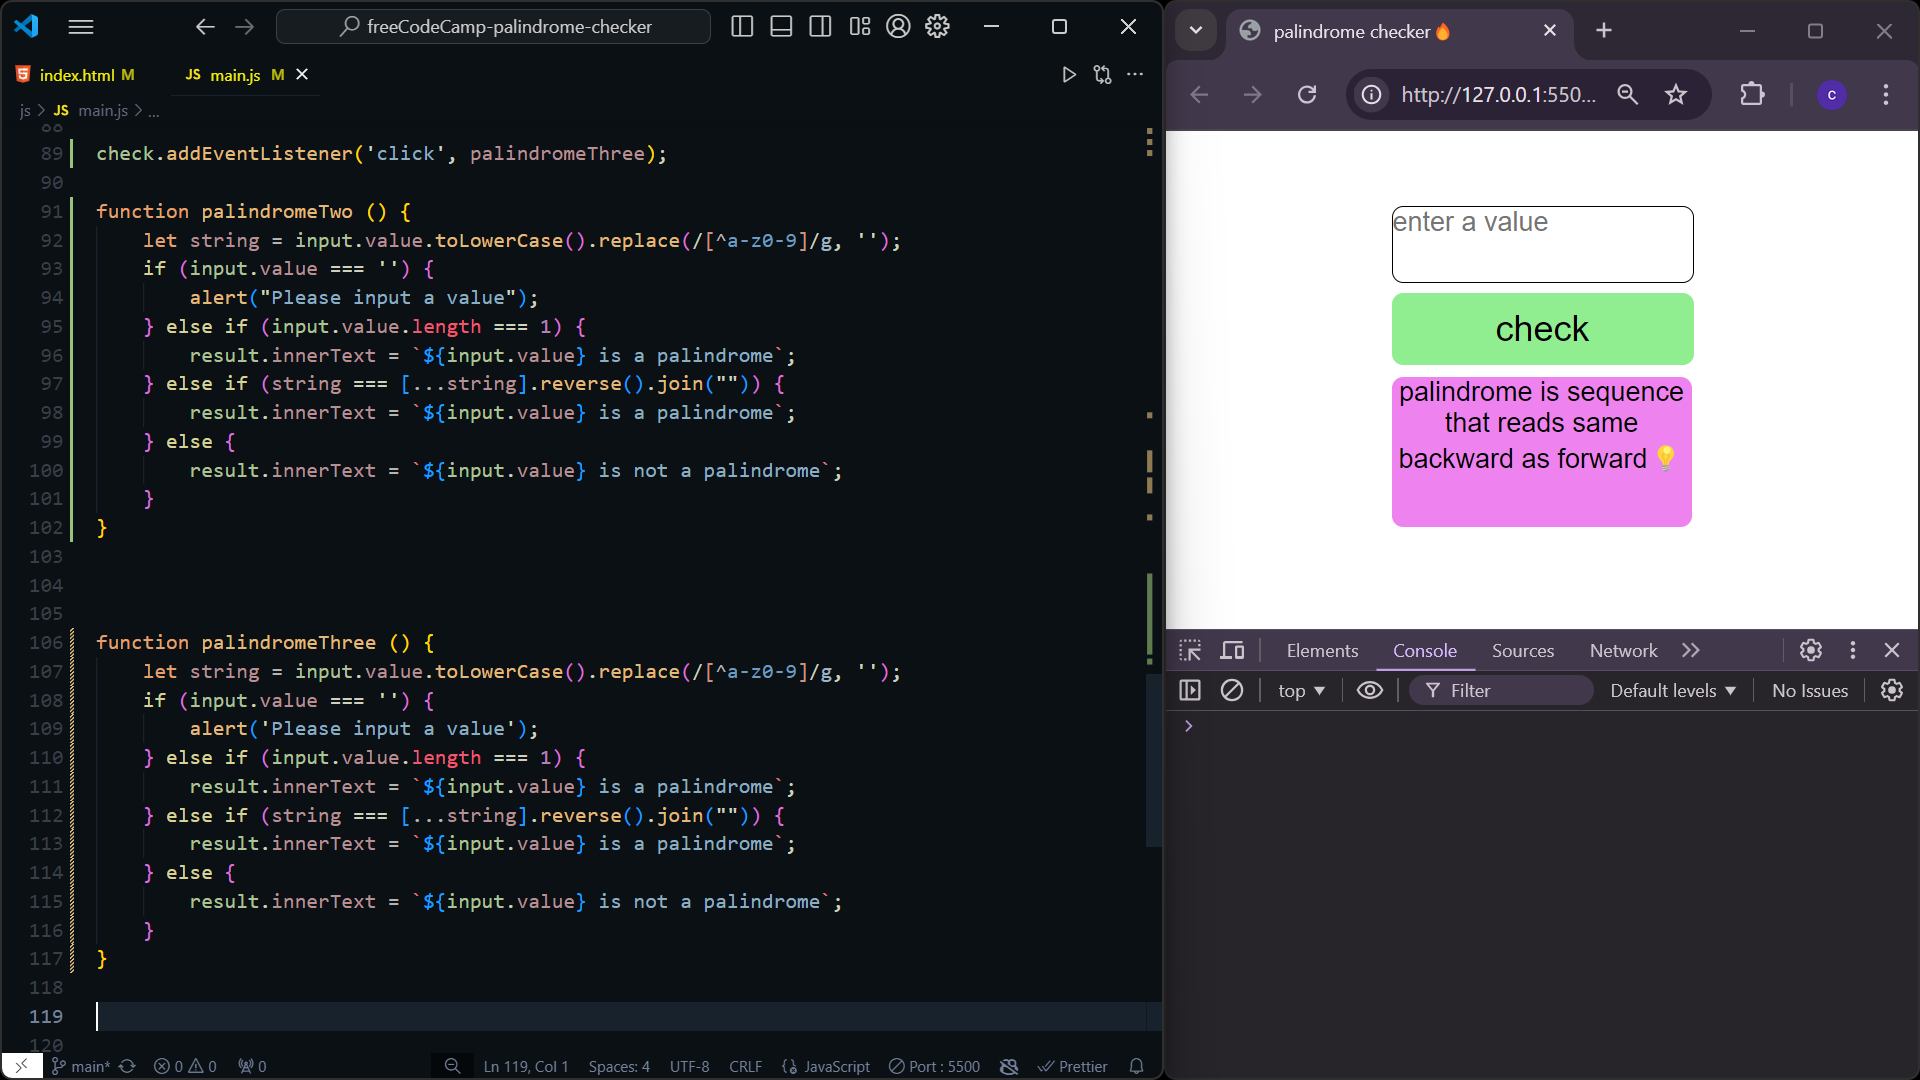 freeCodeCamp-palindrome-checker
index.html M
JS main.js M
js > JS main.js > ...
88
89 check.addEventListener('click', palindromeThree);
90
91 function palindromeTwo () {
92 let string = input.value.toLowerCase().replace(/[^a-z0-9]/g, '');
93 if (input.value === '') {
94 alert("Please input a value");
95 } else if (input.value.length === 1) {
96 result.innerText = `${input.value} is a palindrome`;
97 } else if (string === [...string].reverse().join("")) {
98 result.innerText = `${input.value} is a palindrome`;
99 } else {
100 result.innerText = `${input.value} is not a palindrome`;
101 }
102 }
103
104
105
106 function palindromeThree () {
107 let string = input.value.toLowerCase().replace(/[^a-z0-9]/g, '');
108 if (input.value === '') {
109 alert('Please input a value');
110 } else if (input.value.length === 1) {
111 result.innerText = `${input.value} is a palindrome`;
112 } else if (string === [...string].reverse().join("")) {
113 result.innerText = `${input.value} is a palindrome`;
114 } else {
115 result.innerText = `${input.value} is not a palindrome`;
116 }
117 }
118
119
120
main* 0 0 0 Ln 119, Col 1 Spaces: 4 UTF-8 CRLF JavaScript Port : 5500 Prettier
palindrome checker🔥
http://127.0.0.1:550...
c
enter a value
check
palindrome is sequence
that reads same
backward as forward 💡
Elements Console Sources Network
top Filter Default levels No Issues